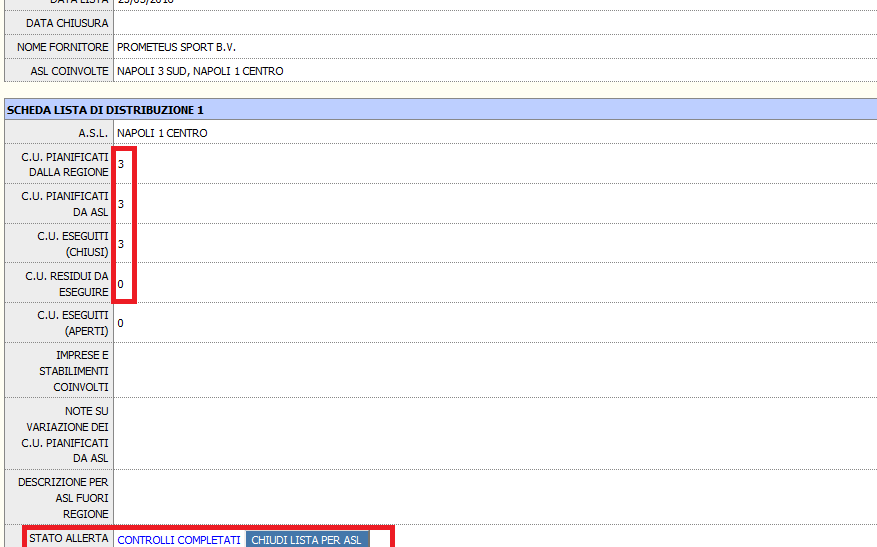 DATA LISTA 25/05/2010
DATA CHIUSURA
NOME FORNITORE PROMETEUS SPORT B.V.
ASL COINVOLTE NAPOLI 3 SUD, NAPOLI 1 CENTRO
SCHEDA LISTA DI DISTRIBUZIONE 1
A.S.L. NAPOLI 1 CENTRO
C.U. PIANIFICATI
DALLA REGIONE 3
C.U. PIANIFICATI
DA ASL 3
C.U. ESEGUITI
(CHIUSI) 3
C.U. RESIDUI DA
ESEGUIRE 0
C.U. ESEGUITI
(APERTI) 0
IMPRESE E
STABILIMENTI
COINVOLTI
NOTE SU
VARIAZIONE DEI
C.U. PIANIFICATI
DA ASL
DESCRIZIONE PER
ASL FUORI
REGIONE
STATO ALLERTA CONTROLLI COMPLETATI CHIUDI LISTA PER ASL